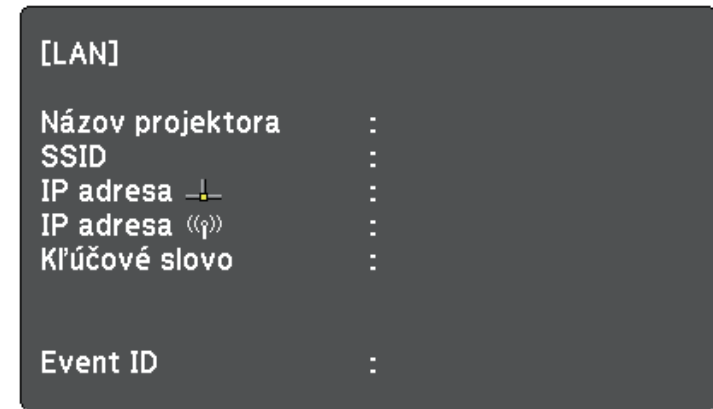 [LAN]
Názov projektora :
SSID :
IP adresa :
IP adresa :
Kľúčové slovo :
Event ID :